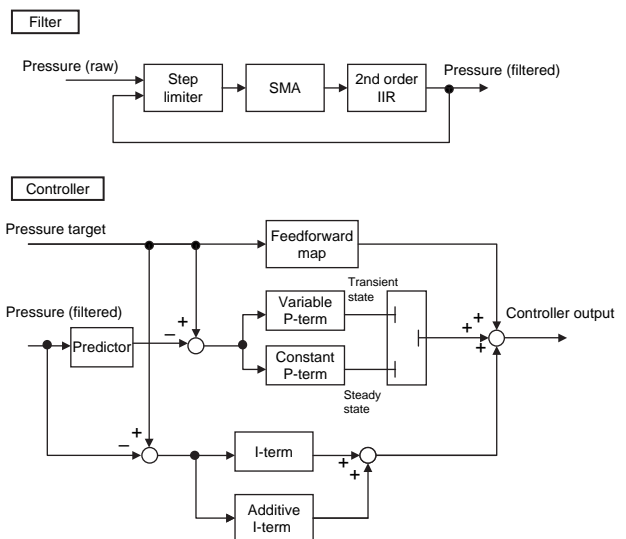 Filter
Pressure (raw)
Step
limiter
SMA
2nd order
IIR
Pressure (filtered)
Controller
Pressure target
Feedforward
map
Pressure (filtered)
Predictor
−
+
Variable
P-term
Constant
P-term
Transient
state
Steady
state
+
+
+
Controller output
−
+
I-term
Additive
I-term
+
+